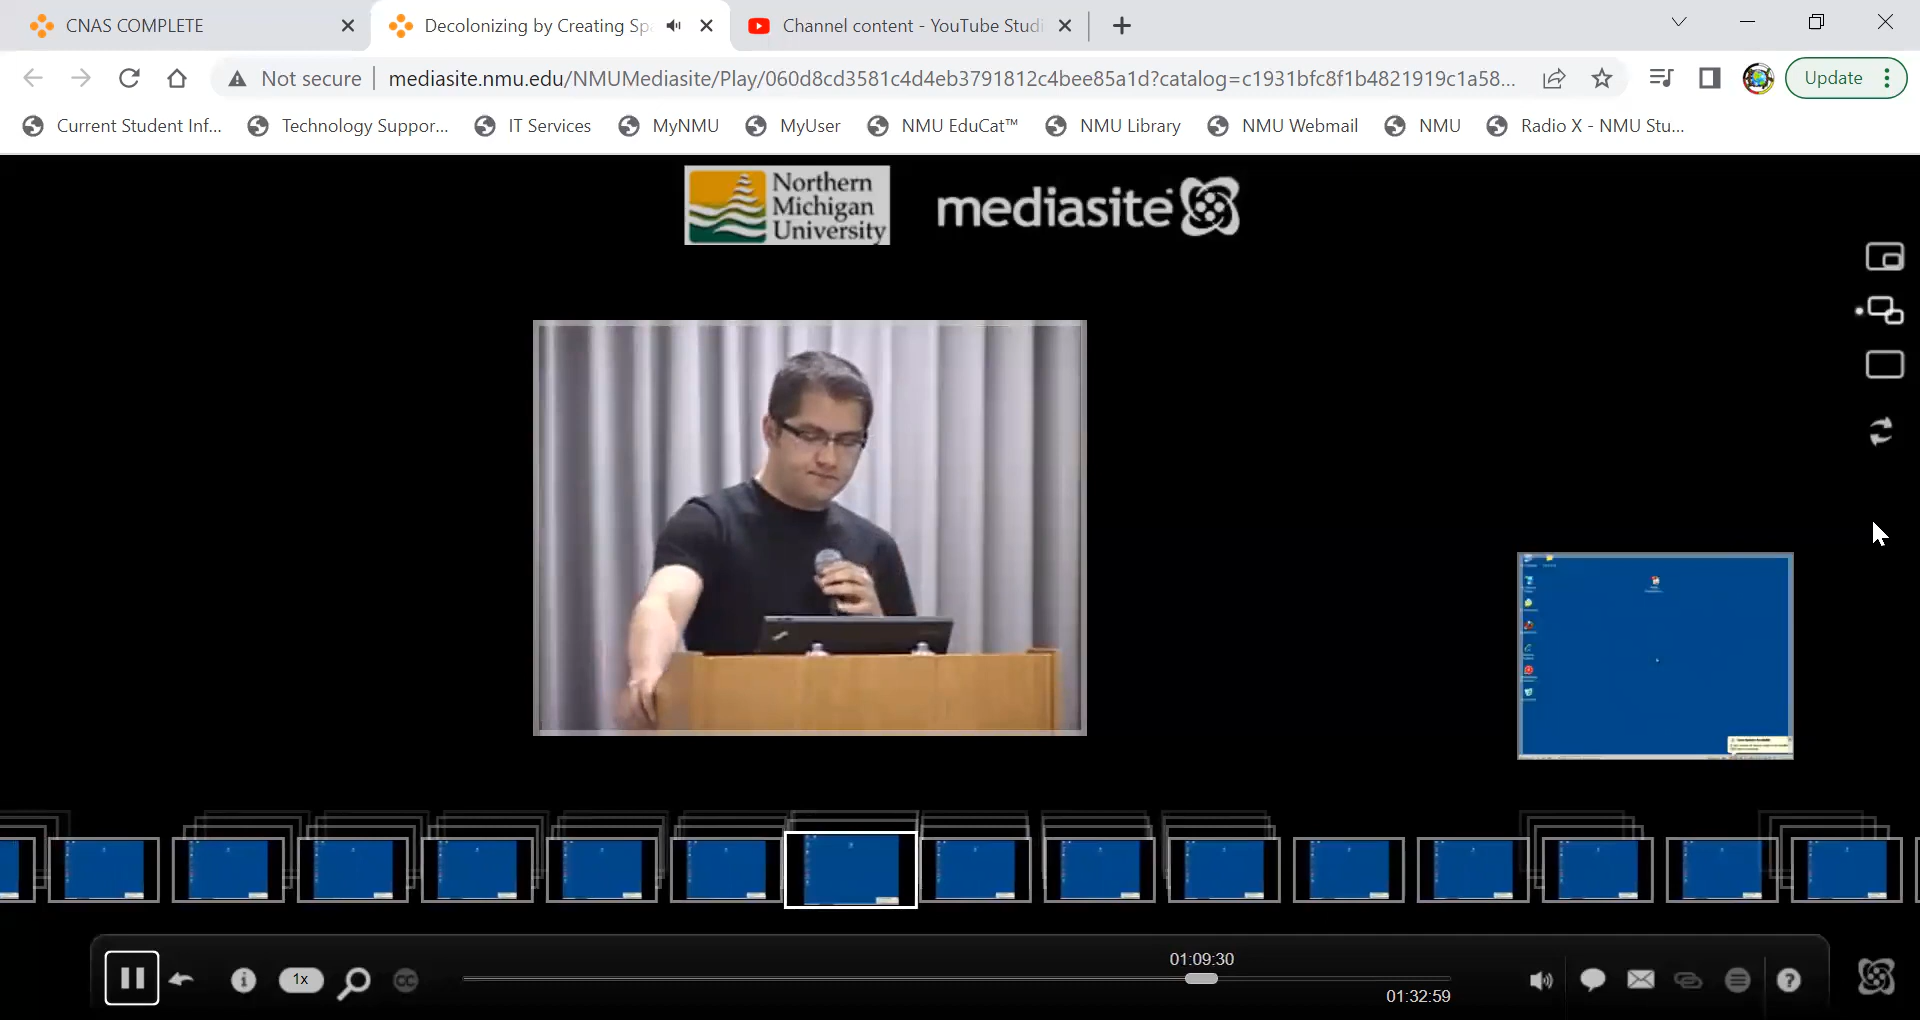 CNAS COMPLETE
Decolonizing by Creating Sp
Channel content - YouTube Studi
Not secure
mediasite.nmu.edu/NMUMediasite/Play/060d8cd3581c4d4eb3791812c4bee85a1d?catalog=c1931bfc8f1b4821919c1a58...
Update
Current Student Inf...
Technology Suppor...
IT Services
MyNMU
MyUser
NMU EduCat™
NMU Library
NMU Webmail
NMU
Radio X - NMU Stu...
Northern
Michigan
University
mediasite
1x
CC
01:09:30
01:32:59